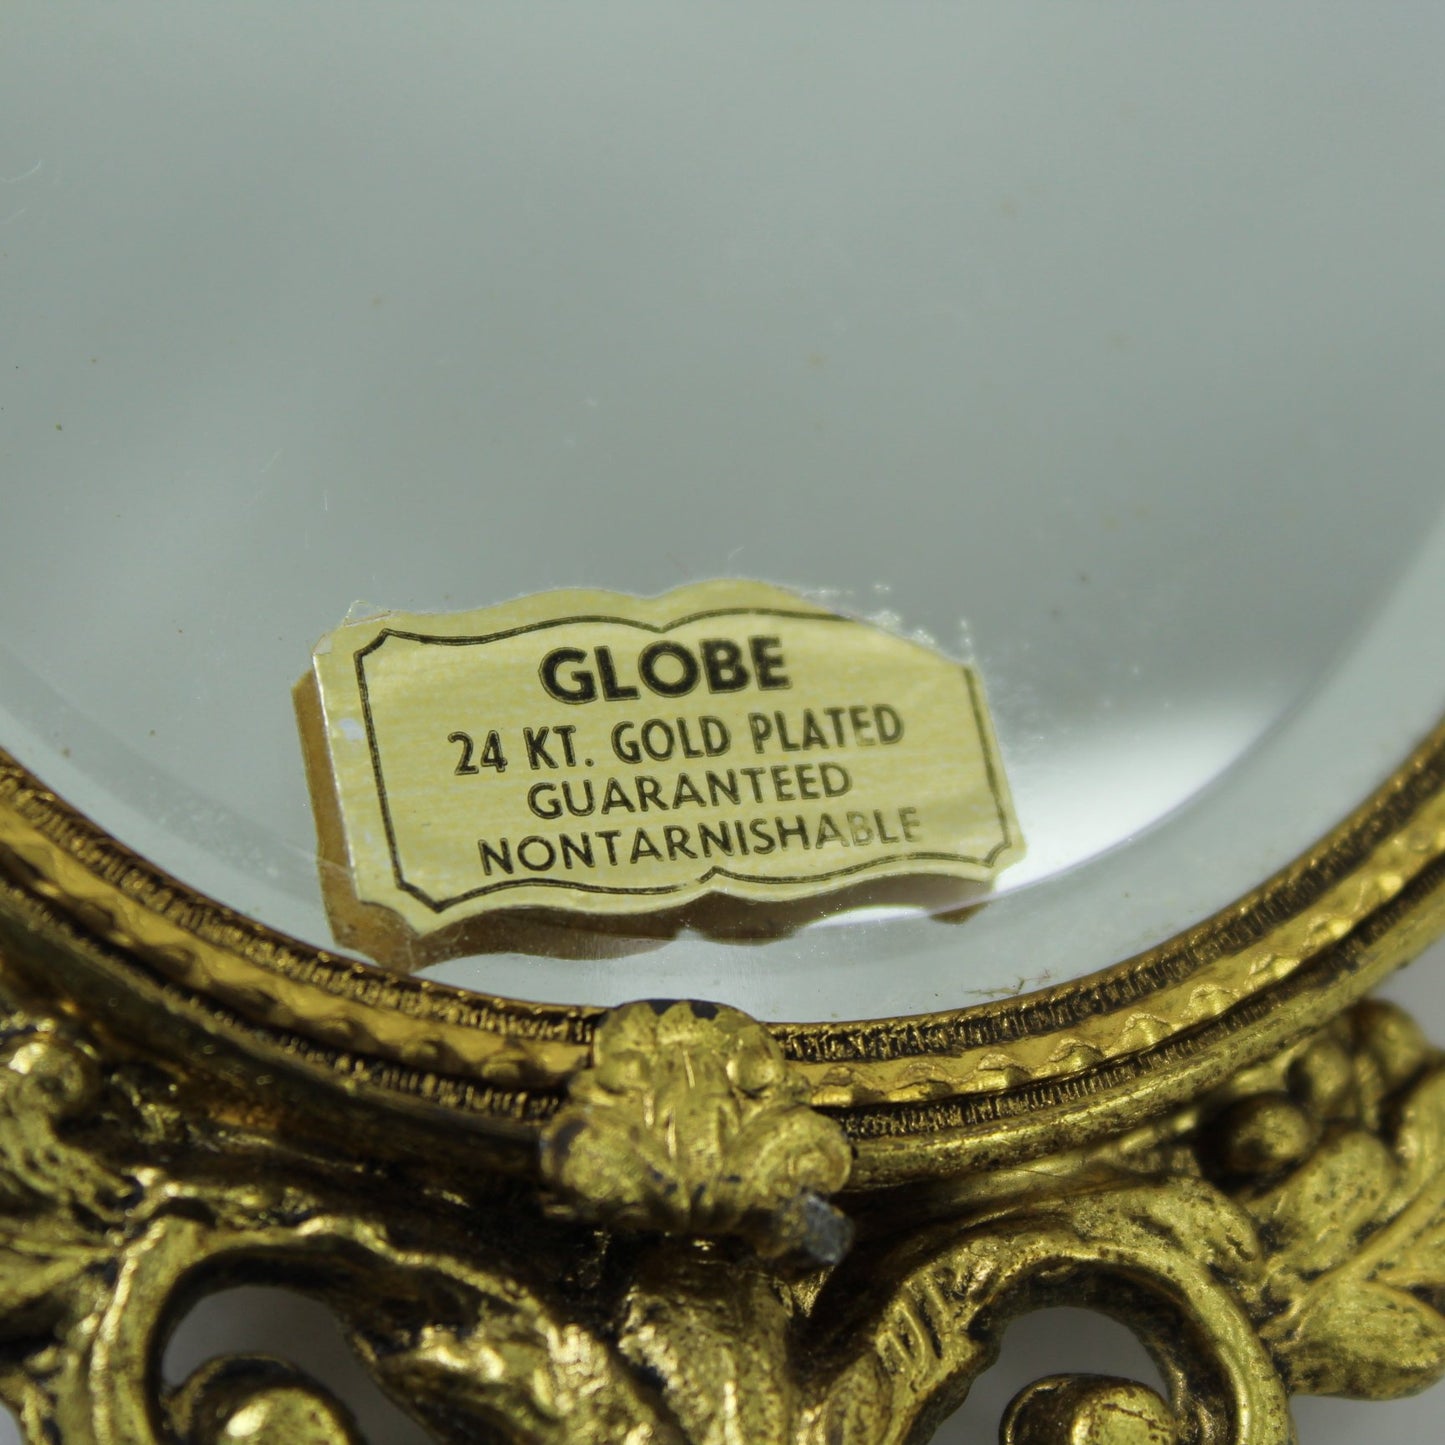 GLOBE
24 KT. GOLD PLATED
GUARANTEED
NONTARNISHABLE